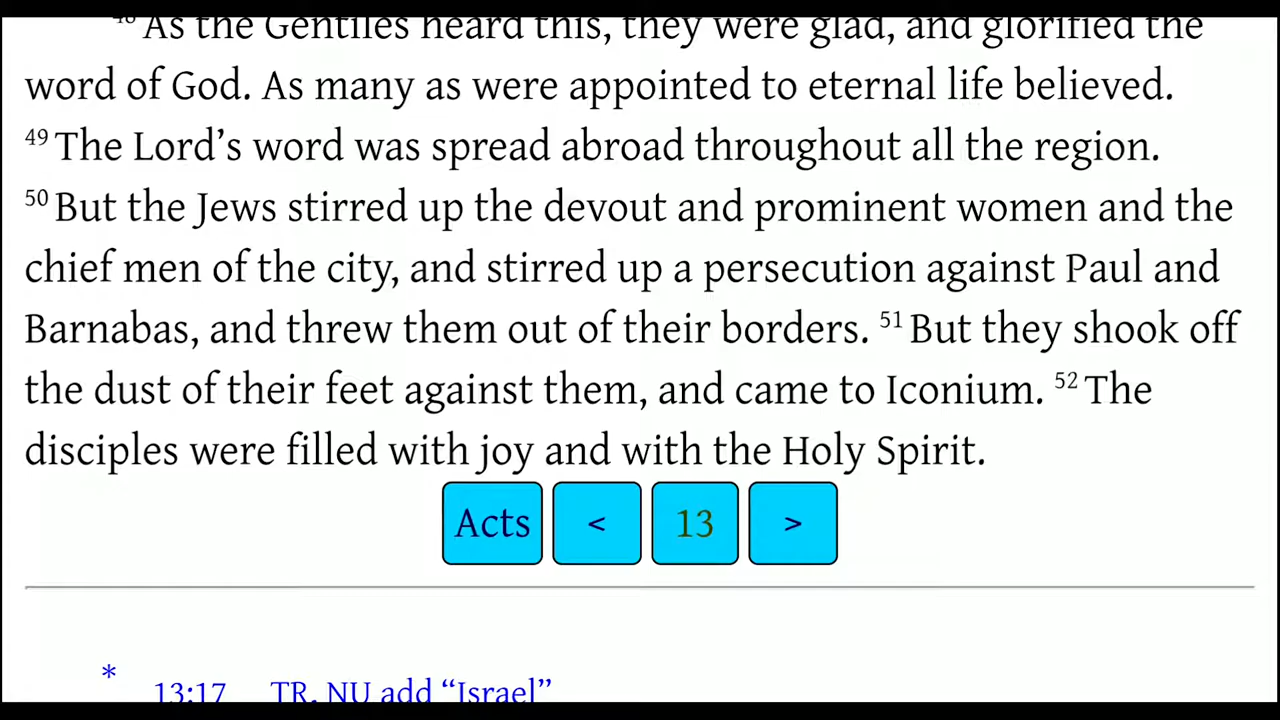 48 As the Gentiles heard this, they were glad, and glorified the
word of God. As many as were appointed to eternal life believed.
49 The Lord’s word was spread abroad throughout all the region.
50 But the Jews stirred up the devout and prominent women and the
chief men of the city, and stirred up a persecution against Paul and
Barnabas, and threw them out of their borders. 51 But they shook off
the dust of their feet against them, and came to Iconium. 52 The
disciples were filled with joy and with the Holy Spirit.
Acts < 13 >
* 13:17 TR, NU add “Israel”